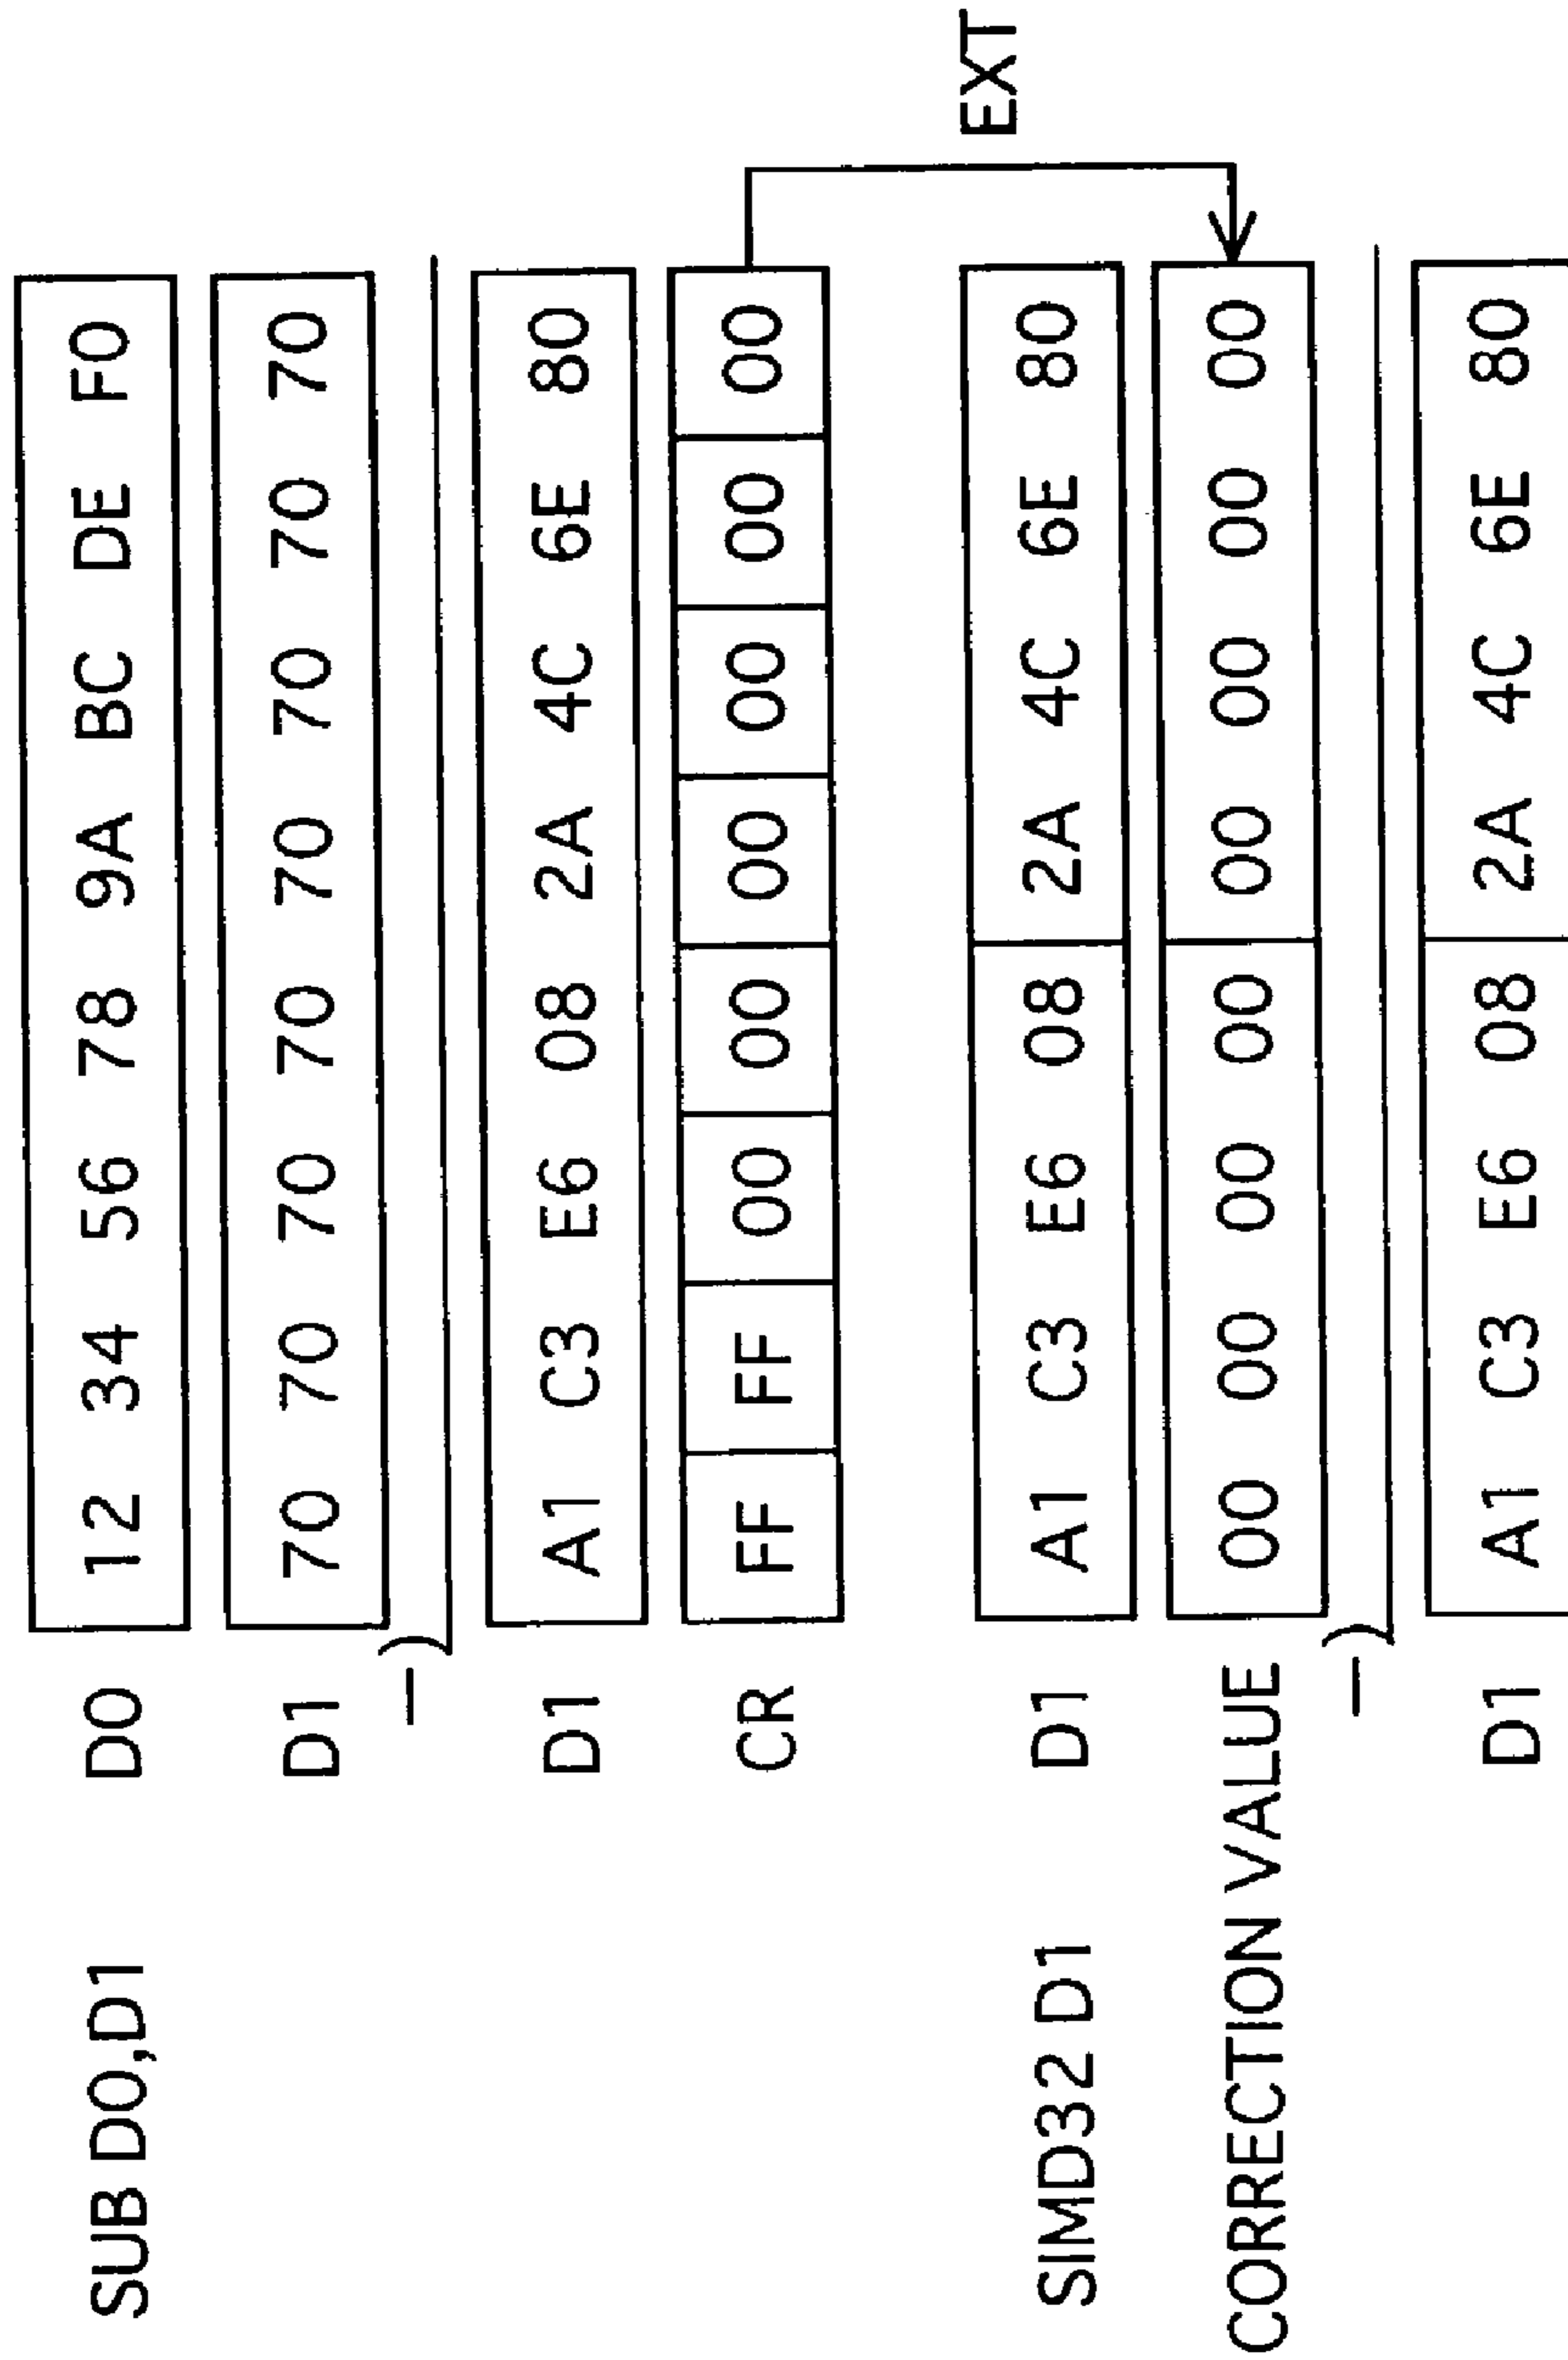 SUB D0,D1 D0 12 34 56 78 9A BC DE F0
D1 70 70 70 70 70 70 70 70
—)
D1 A1 C3 E6 08 2A 4C 6E 80
CR FF FF 00 00 00 00 00 00
EXT
SIMD32 D1 D1 A1 C3 E6 08 2A 4C 6E 80
CORRECTION VALUE 00 00 00 00 00 00 00 00
—)
D1 A1 C3 E6 08 2A 4C 6E 80